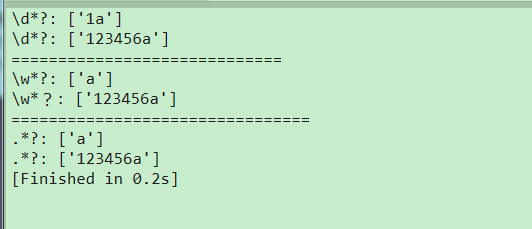 \d*?: ['1a']
\d*?: ['123456a']
=============================
\w*?: ['a']
\w*？: ['123456a']
================================
.*?: ['a']
.*?: ['123456a']
[Finished in 0.2s]